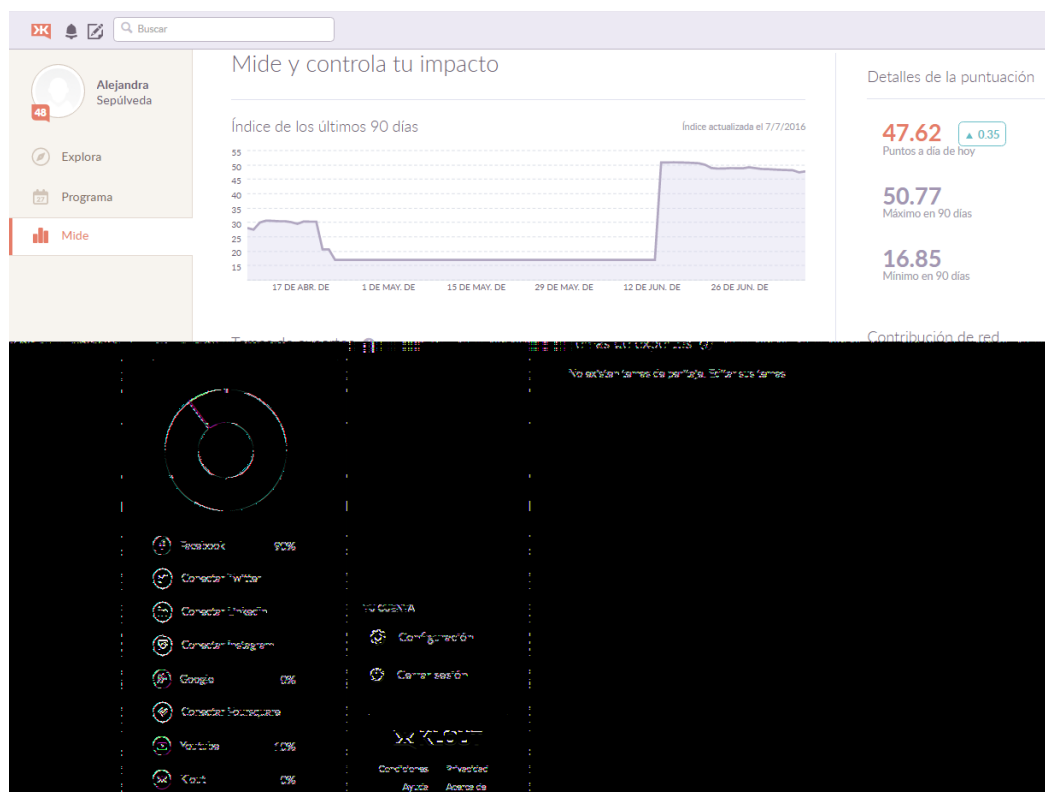 Buscar
Alejandra
Sepúlveda
48
Explora
27
Programa
Mide
Mide y controla tu impacto
Índice de los últimos 90 días
Índice actualizada el 7/7/2016
55
50
45
40
35
30
25
20
15
17 DE ABR. DE
1 DE MAY. DE
15 DE MAY. DE
29 DE MAY. DE
12 DE JUN. DE
26 DE JUN. DE
Detalles de la puntuación
47.62
0.35
Puntos a día de hoy
50.77
Máximo en 90 días
16.85
Mínimo en 90 días
Contribución de red
No existen temas de
Facebook 90%
Conectar Twitter
Conectar LinkedIn
Conectar Instagram
Google 0%
Conectar Foursquare
Youtube 10%
Klout 0%
TU CUENTA
Configuración
Cerrar sesión
KLOUT
Condiciones Privacidad
Ayuda Acerca de